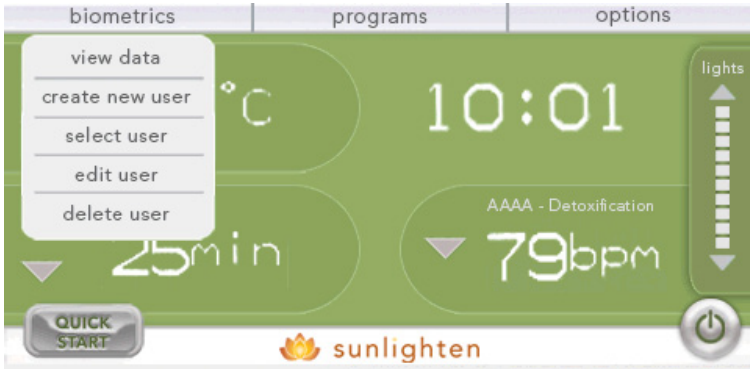 biometrics programs options
view data
create new user
select user
edit user
delete user
°C
10:01
lights
25min
AAAA - Detoxification
79bpm
QUICK
START
sunlighten